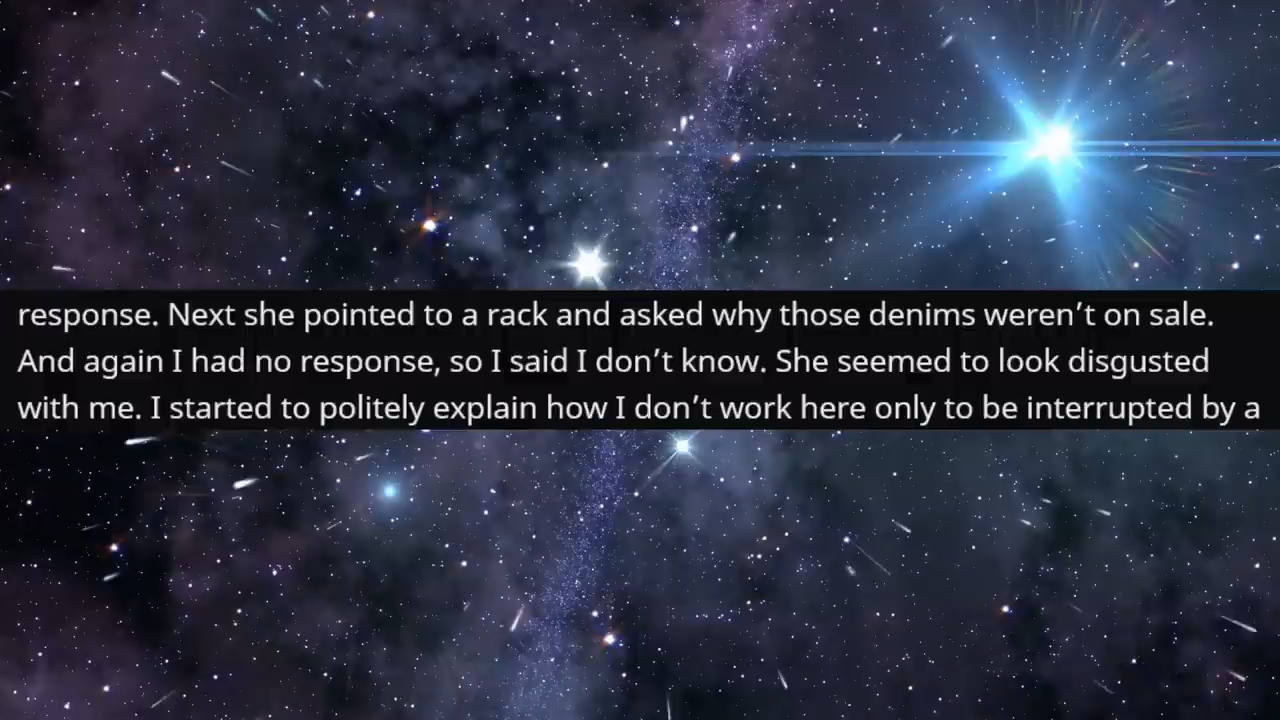 response. Next she pointed to a rack and asked why those denims weren’t on sale.
And again I had no response, so I said I don’t know. She seemed to look disgusted
with me. I started to politely explain how I don’t work here only to be interrupted by a